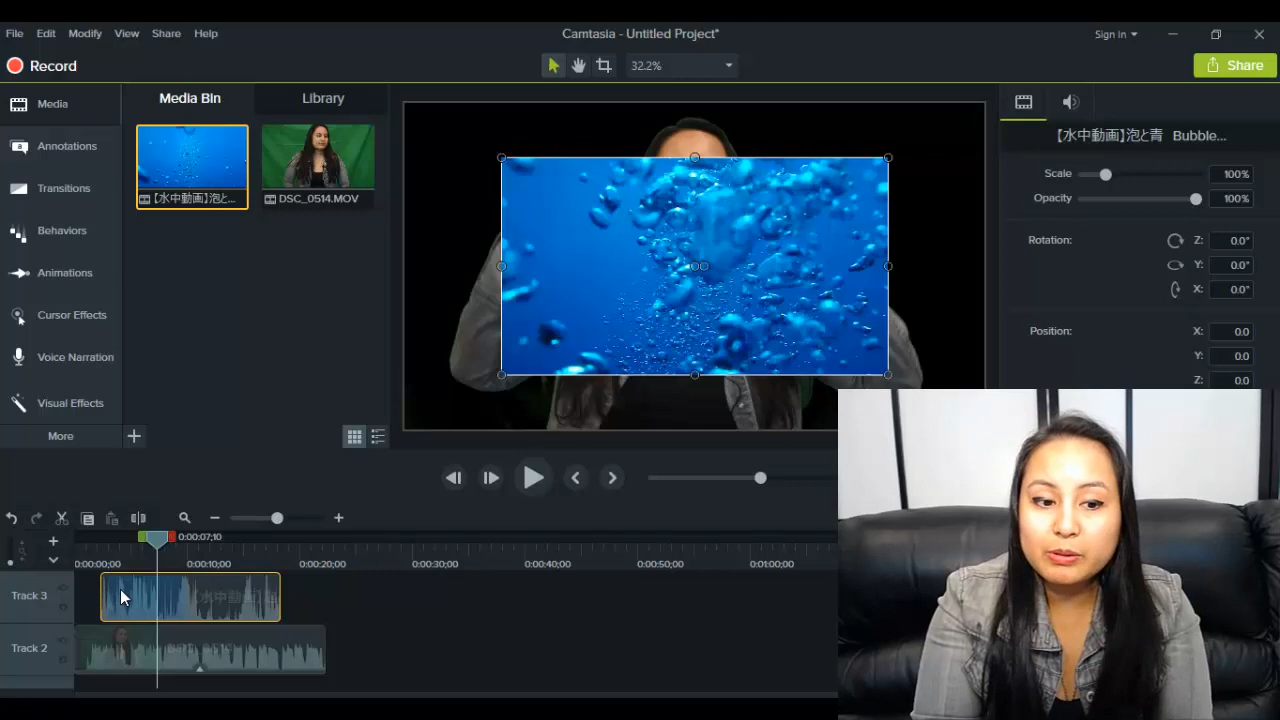 File Edit Modify View Share Help
Camtasia - Untitled Project*
Sign in
Record
32.2%
Share
Media
Annotations
Transitions
Behaviors
Animations
Cursor Effects
Voice Narration
Visual Effects
More
Media Bin
Library
【水中動画】泡と...
DSC_0514.MOV
【水中動画】泡と青 Bubble...
Scale 100%
Opacity 100%
Rotation: Z: 0.0°
Y: 0.0°
X: 0.0°
Position: X: 0.0
Y: 0.0
Z: 0.0
0:00:07;10
0:00:00;00 0:00:10;00 0:00:20;00 0:00:30;00 0:00:40;00 0:00:50;00 0:01:00;00
Track 3
Track 2